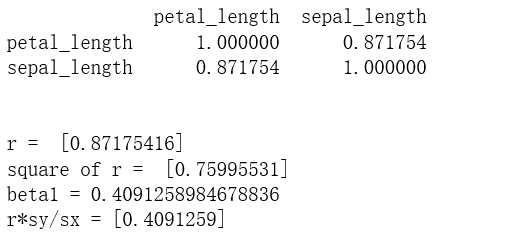 petal_length sepal_length
petal_length 1.000000 0.871754
sepal_length 0.871754 1.000000
r = [0.87175416]
square of r = [0.75995531]
beta1 = 0.4091258984678836
r*sy/sx = [0.4091259]